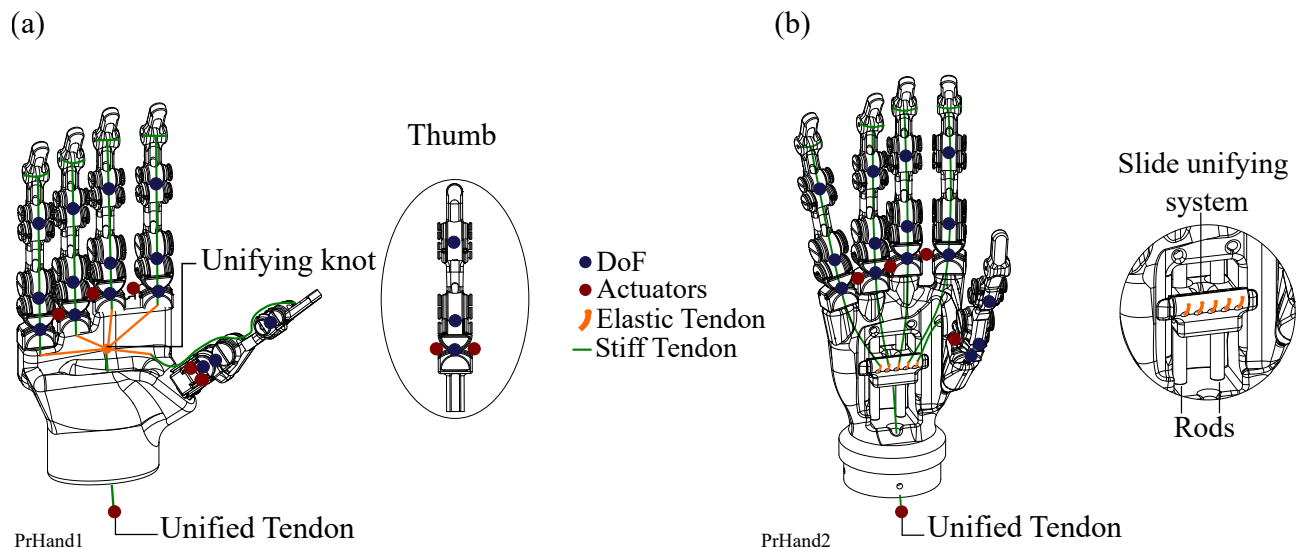 (a)
(b)
Thumb
Unifying knot
DoF
Actuators
Elastic Tendon
Stiff Tendon
Slide unifying
system
Rods
Unified Tendon
PrHand1
Unified Tendon
PrHand2